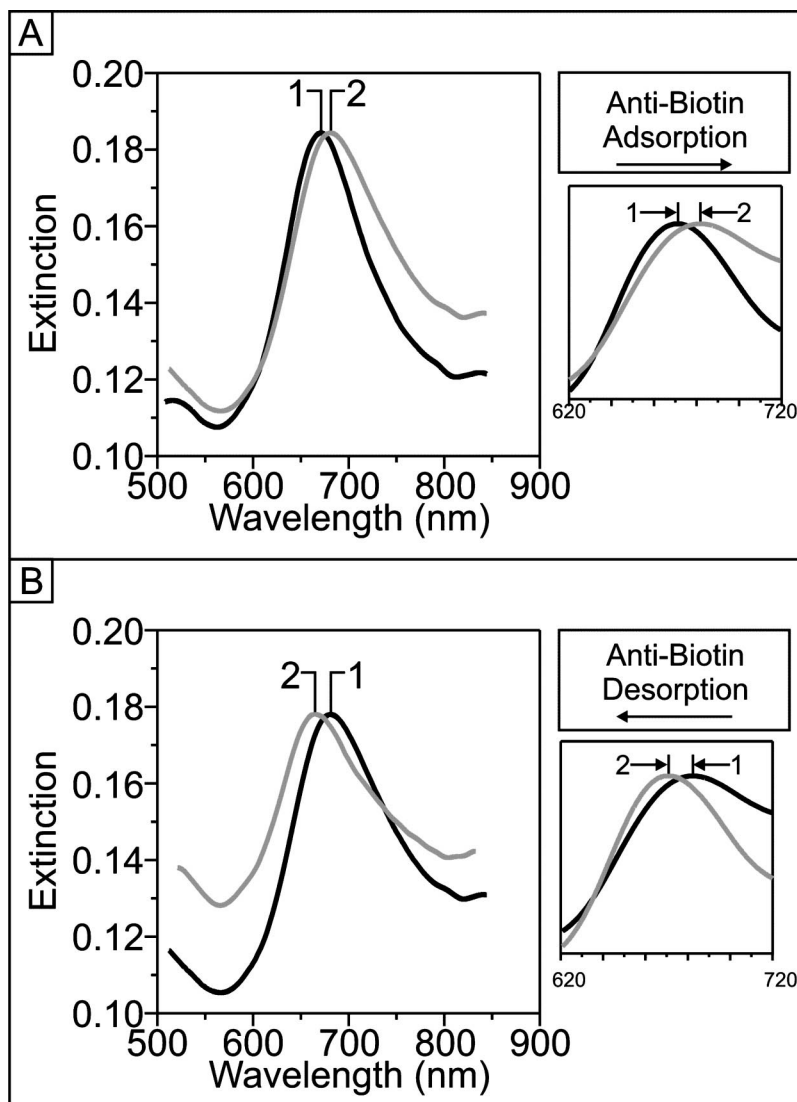 A
0.20
0.18
0.16
0.14
0.12
0.10
Extinction
1 2
500 600 700 800 900
Wavelength (nm)
Anti-Biotin
Adsorption
1 2
620 720
B
0.20
0.18
0.16
0.14
0.12
0.10
Extinction
2 1
500 600 700 800 900
Wavelength (nm)
Anti-Biotin
Desorption
2 1
620 720